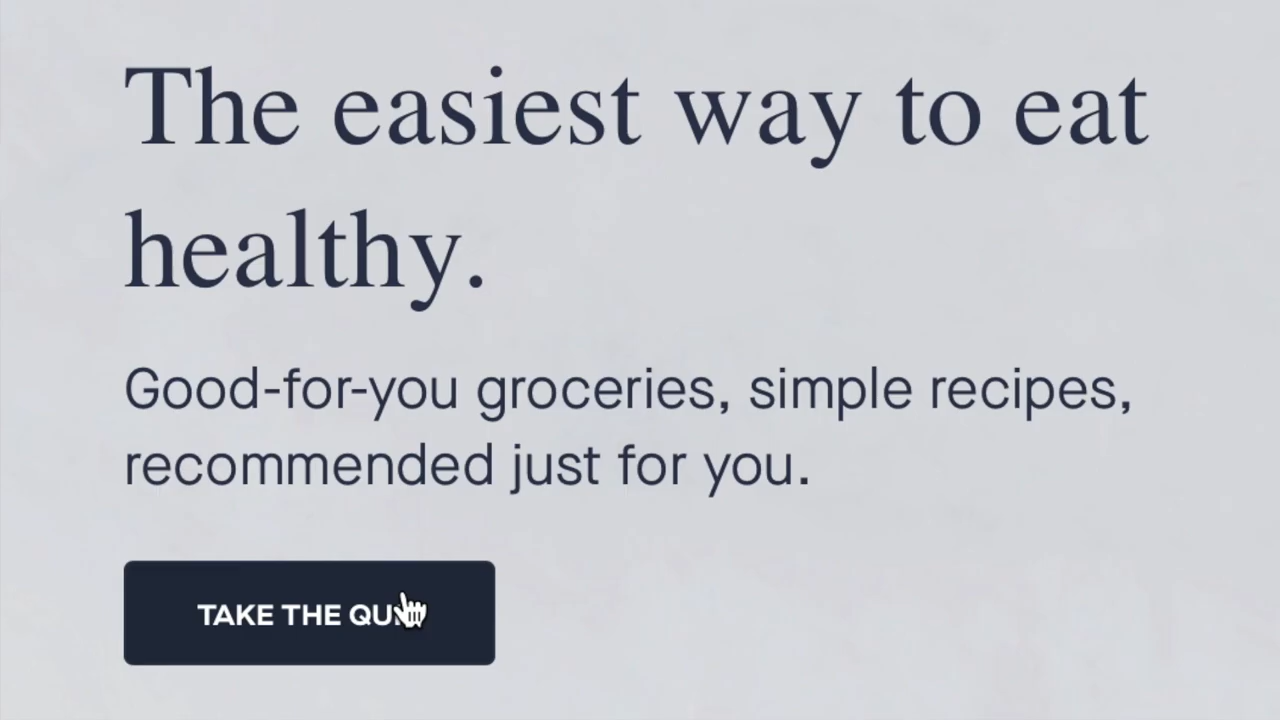 The easiest way to eat
healthy.
Good-for-you groceries, simple recipes,
recommended just for you.
TAKE THE